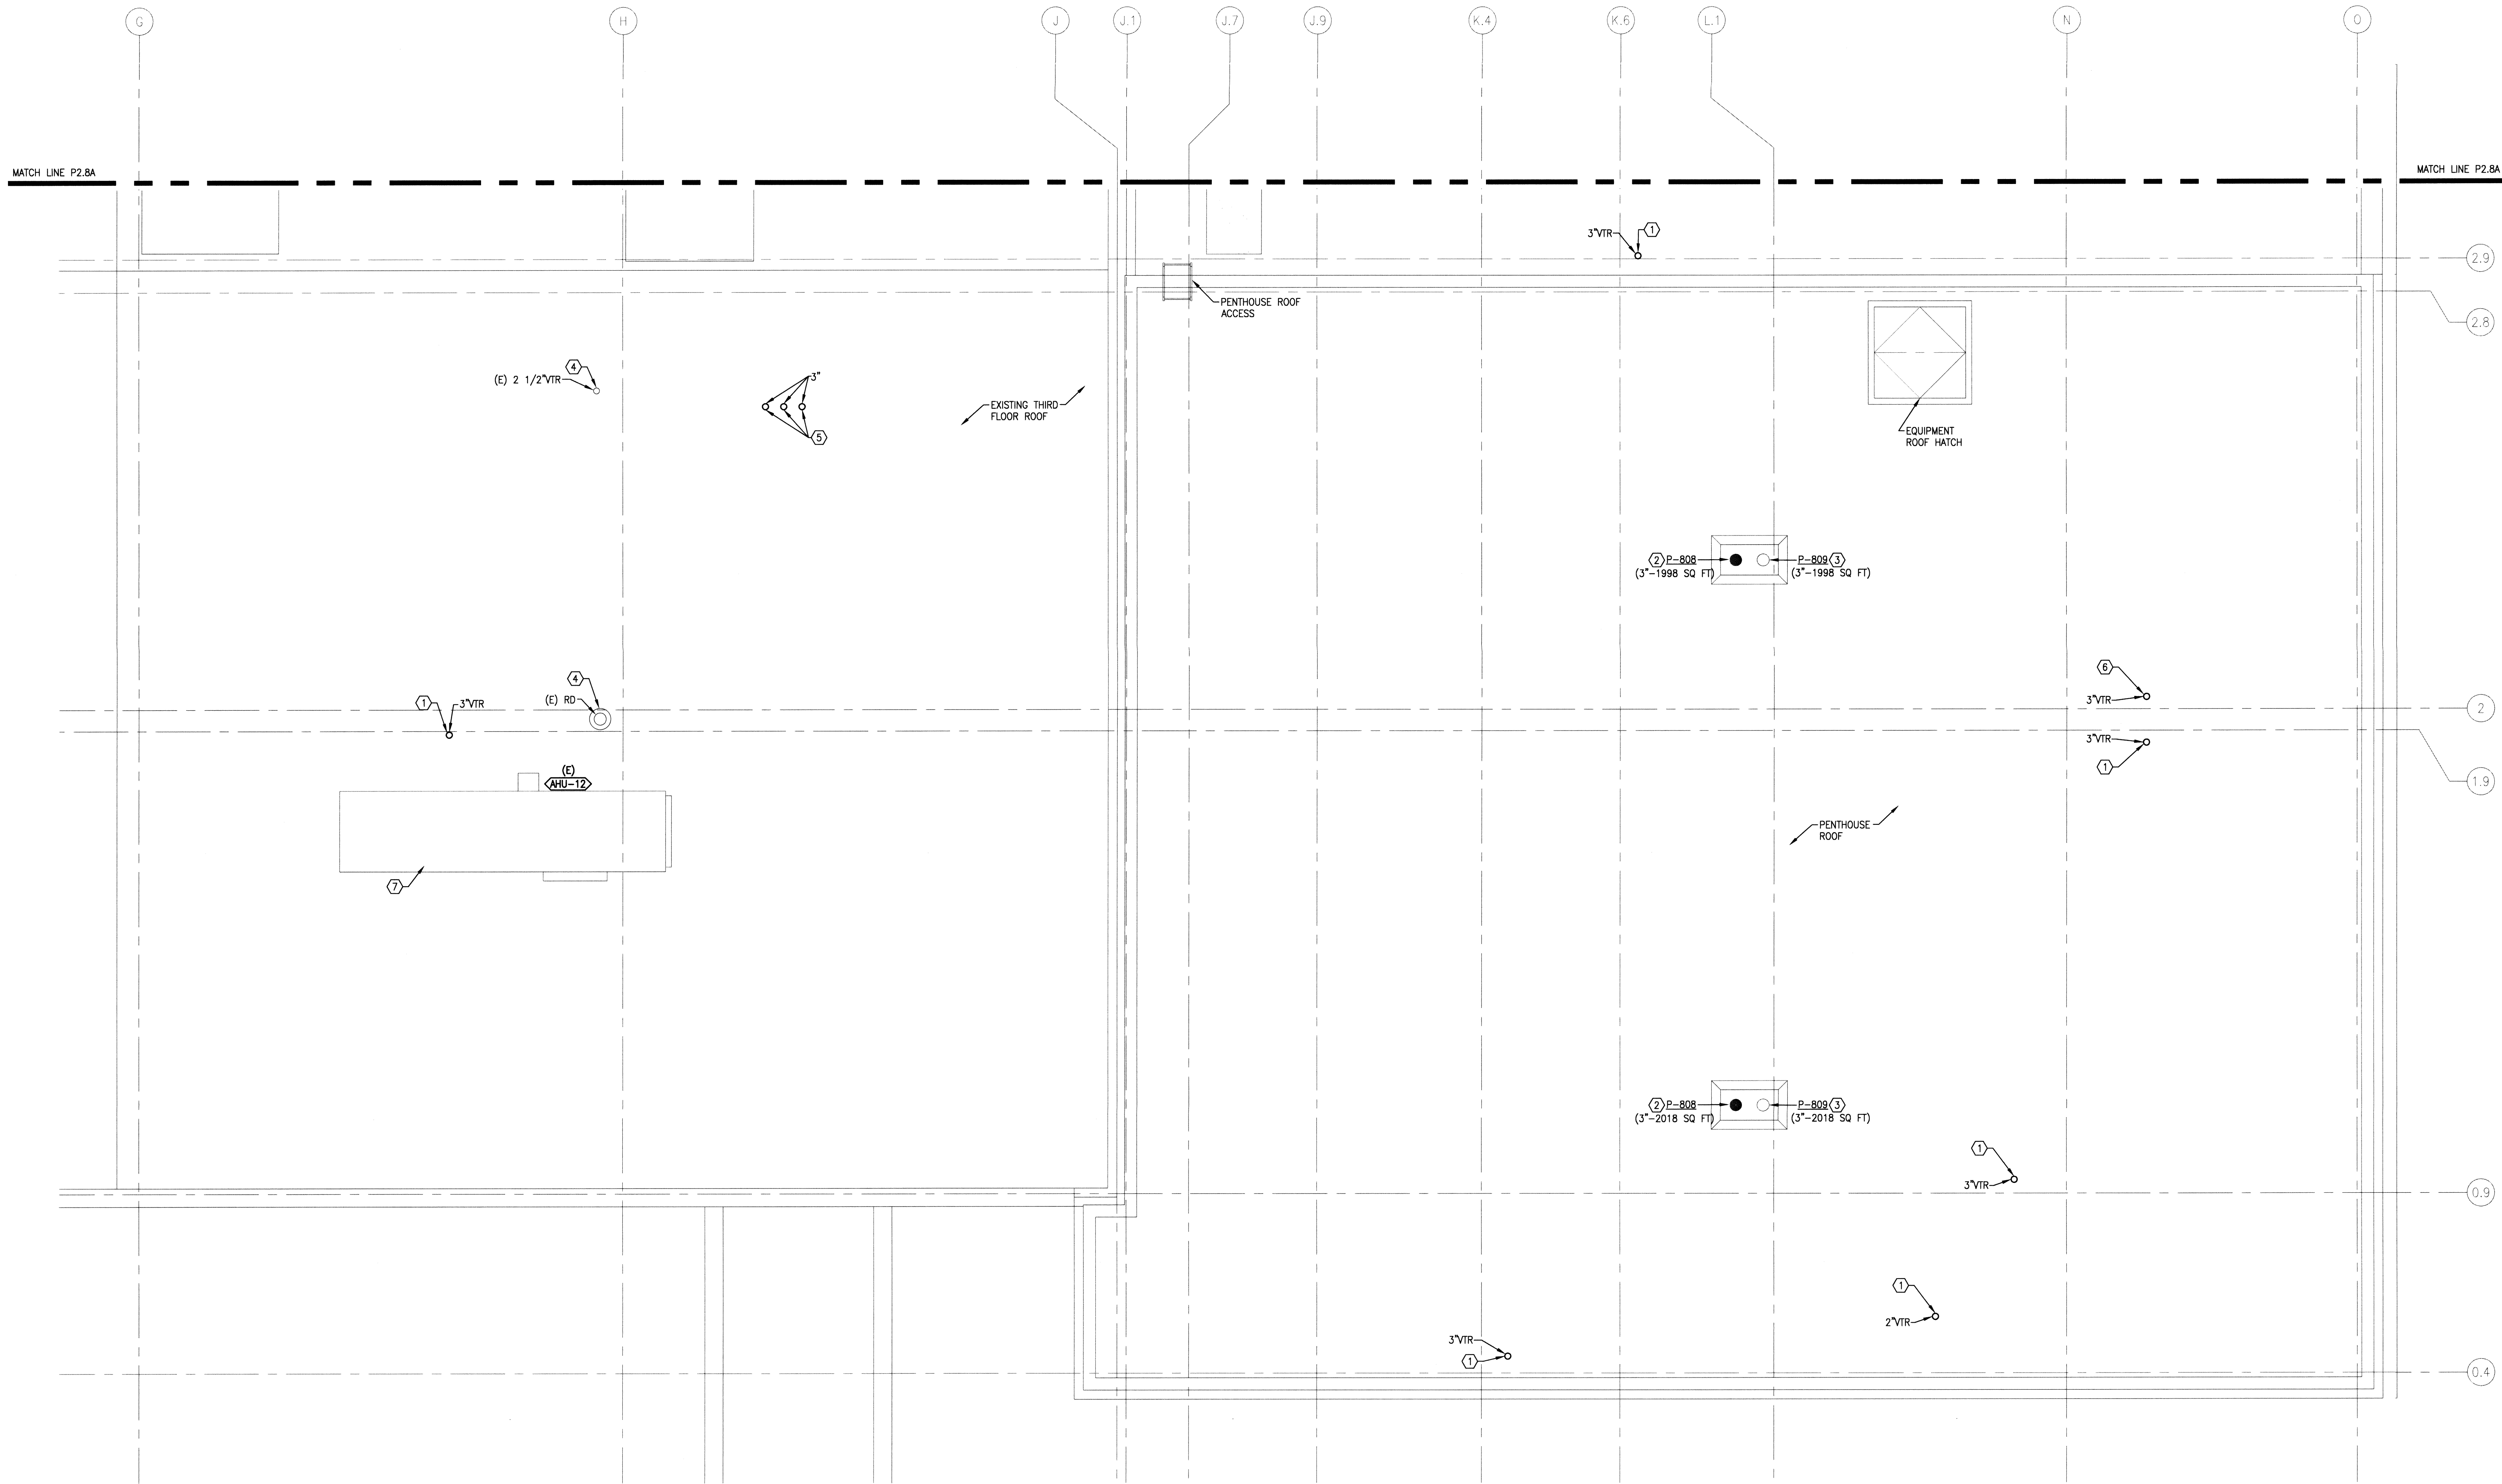 G
H
J
J.1
J.7
J.9
K.4
K.6
L.1
N
O
MATCH LINE P2.8A
MATCH LINE P2.8A
3"VTR
1
2.9
PENTHOUSE ROOF
ACCESS
2.8
4
(E) 2 1/2"VTR
3"
5
EXISTING THIRD
FLOOR ROOF
EQUIPMENT
ROOF HATCH
2 P-808
(3"-1998 SQ FT)
P-809 3
(3"-1998 SQ FT)
6
3"VTR
4
(E) RD
1
3"VTR
2
3"VTR
1
1.9
(E)
AHU-12
7
PENTHOUSE
ROOF
2 P-808
(3"-2018 SQ FT)
P-809 3
(3"-2018 SQ FT)
1
3"VTR
0.9
1
2"VTR
3"VTR
1
0.4